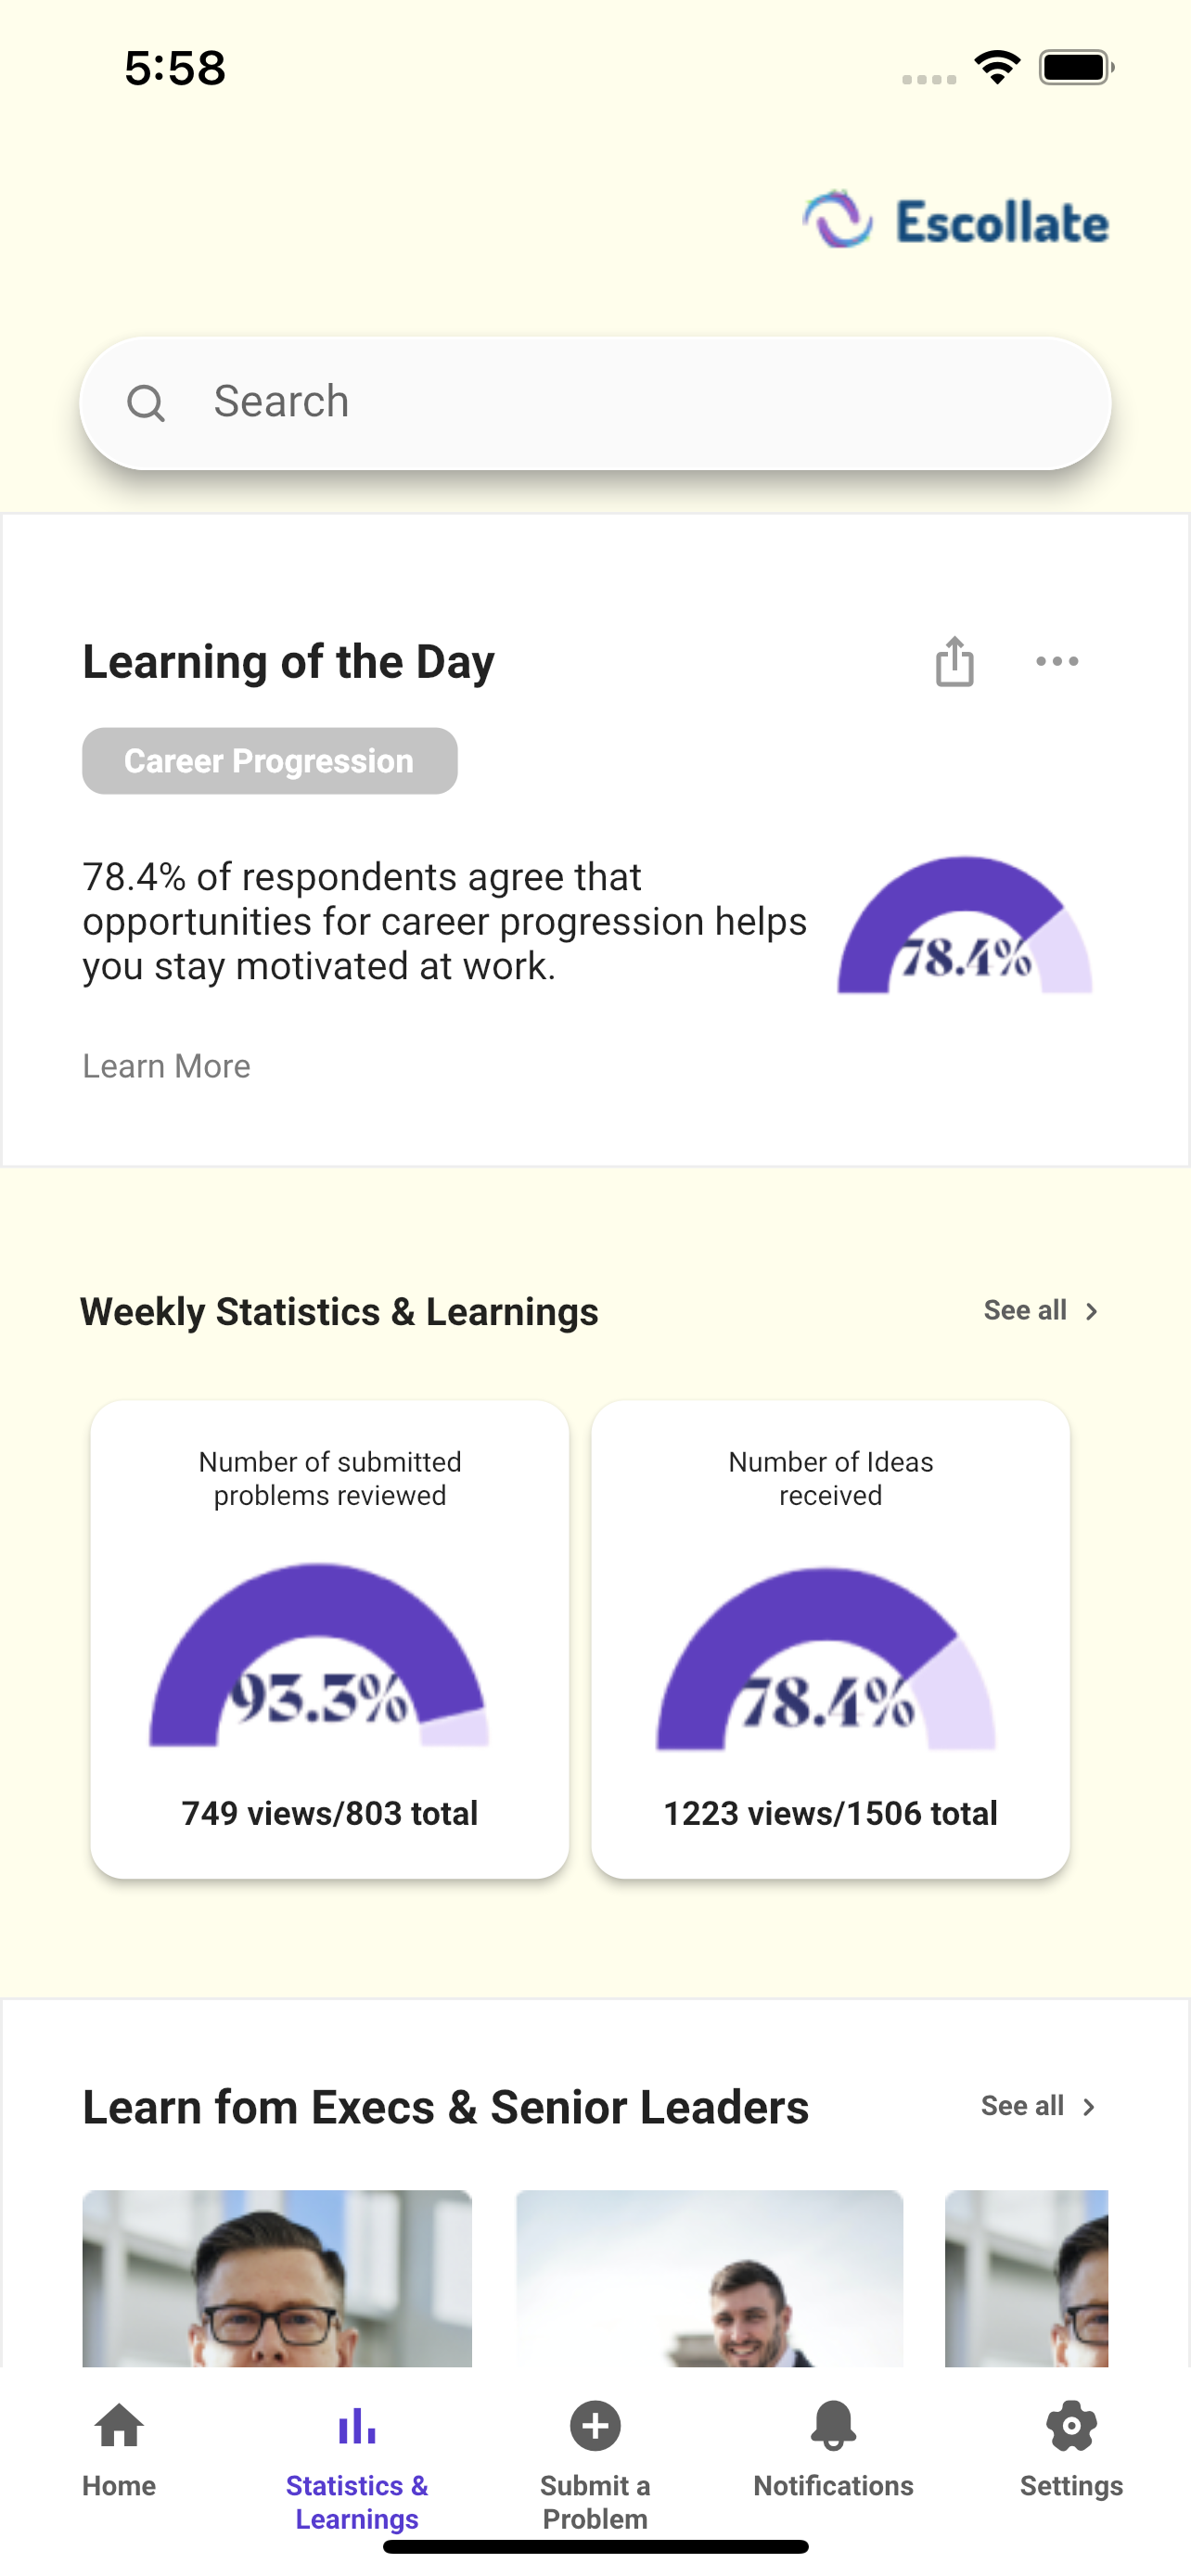 5:58
Escollate
Search
Learning of the Day
Career Progression
78.4% of respondents agree that
opportunities for career progression helps
you stay motivated at work.
78.4%
Learn More
Weekly Statistics & Learnings
See all
Number of submitted
problems reviewed
93.3%
749 views/803 total
Number of Ideas
received
78.4%
1223 views/1506 total
Learn fom Execs & Senior Leaders
See all
Home
Statistics &
Learnings
Submit a
Problem
Notifications
Settings